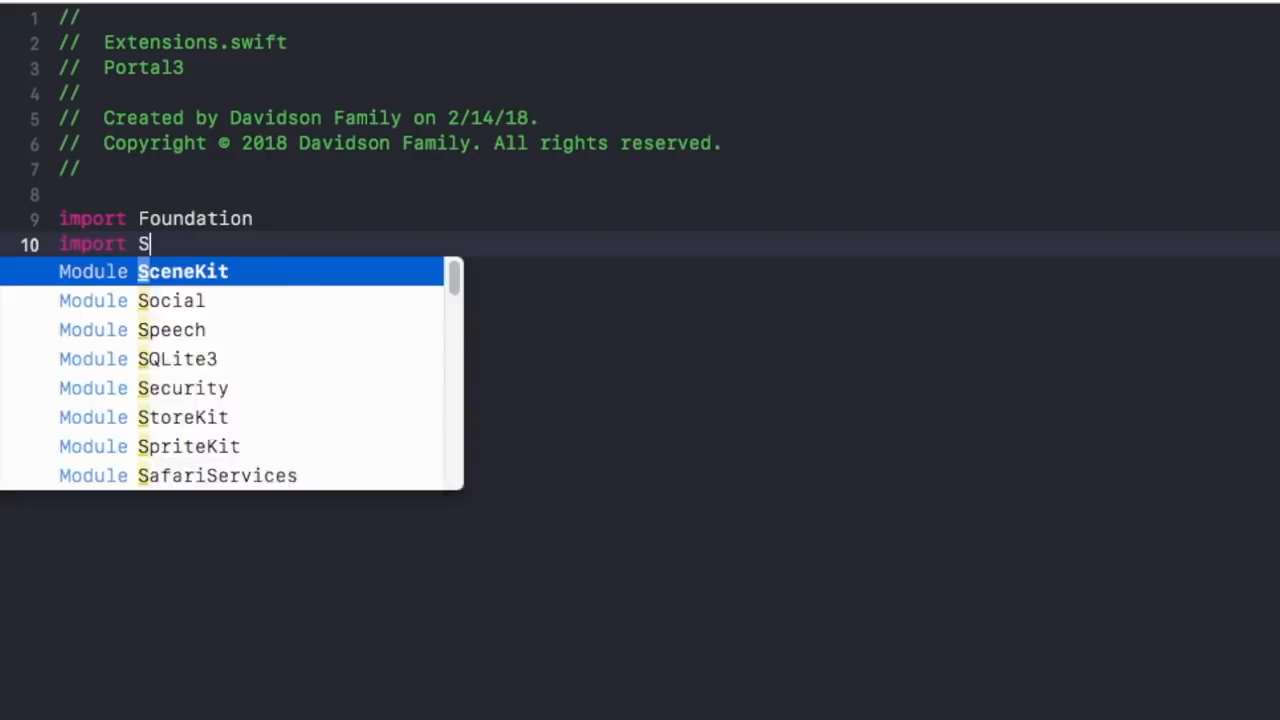 1 //
2 // Extensions.swift
3 // Portal3
4 //
5 // Created by Davidson Family on 2/14/18.
6 // Copyright © 2018 Davidson Family. All rights reserved.
7 //
8
9 import Foundation
10 import S
Module SceneKit
Module Social
Module Speech
Module SQLite3
Module Security
Module StoreKit
Module SpriteKit
Module SafariServices